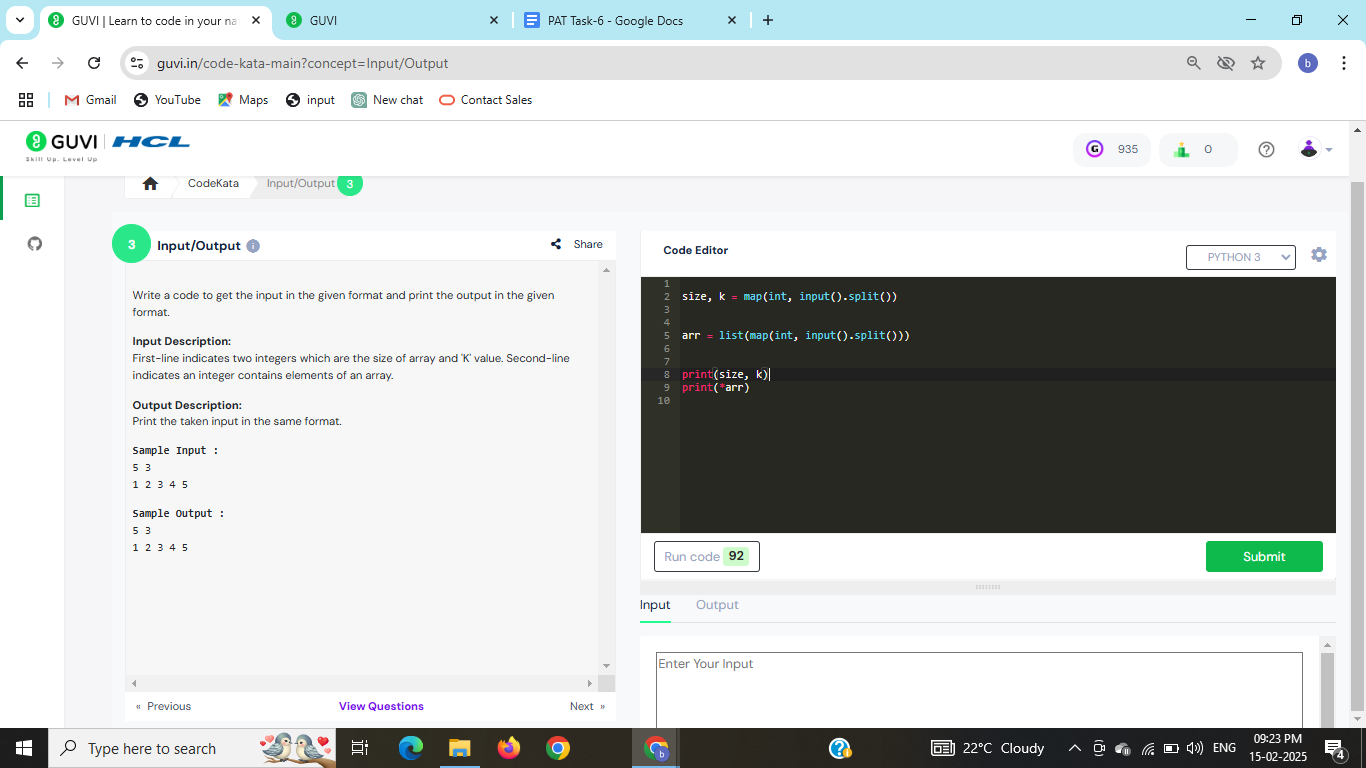 GUVI | Learn to code in your na
GUVI
PAT Task-6 - Google Docs
guvi.in/code-kata-main?concept=Input/Output
b
Gmail
YouTube
Maps
input
New chat
Contact Sales
GUVI
HCL
Skill Up. Level Up
G
935
0
CodeKata
Input/Output
3
3
Input/Output
Share
Write a code to get the input in the given format and print the output in the given
format.
Input Description:
First-line indicates two integers which are the size of array and 'K' value. Second-line
indicates an integer contains elements of an array.
Output Description:
Print the taken input in the same format.
Sample Input :
5 3
1 2 3 4 5
Sample Output :
5 3
1 2 3 4 5
« Previous
View Questions
Next »
Code Editor
PYTHON 3
1
2 size, k = map(int, input().split())
3
4
5 arr = list(map(int, input().split()))
6
7
8 print(size, k)
9 print(*arr)
10
Run code 92
Submit
Input
Output
Enter Your Input
Type here to search
b
22°C Cloudy
ENG
09:23 PM
15-02-2025
4